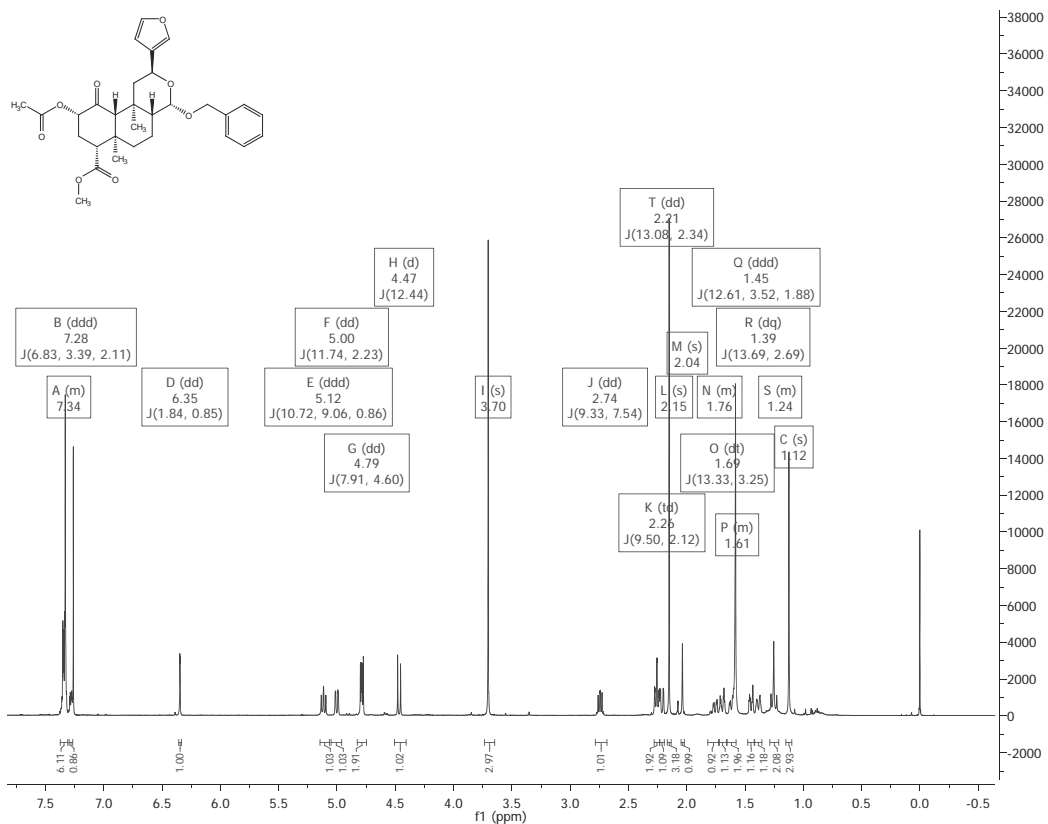 O
O
O
H
H
CH₃
O
O
O
CH₃
CH₃
O
O
O
CH₃
T (dd)
2.21
J(13.08, 2.34)
H (d)
4.47
J(12.44)
Q (ddd)
1.45
J(12.61, 3.52, 1.88)
B (ddd)
7.28
J(6.83, 3.39, 2.11)
F (dd)
5.00
J(11.74, 2.23)
R (dq)
1.39
J(13.69, 2.69)
M (s)
2.04
A (m)
7.34
D (dd)
6.35
J(1.84, 0.85)
E (ddd)
5.12
J(10.72, 9.06, 0.86)
I (s)
3.70
J (dd)
2.74
J(9.33, 7.54)
L (s)
2.15
N (m)
1.76
S (m)
1.24
G (dd)
4.79
J(7.91, 4.60)
O (dt)
1.69
J(13.33, 3.25)
C (s)
1.12
K (td)
2.26
J(9.50, 2.12)
P (m)
1.61
38000
36000
34000
32000
30000
28000
26000
24000
22000
20000
18000
16000
14000
12000
10000
8000
6000
4000
2000
0
-2000
6.11
0.86
1.00
1.03
1.03
1.91
1.02
2.97
1.01
1.92
1.09
3.18
0.99
0.92
1.13
1.96
1.16
1.18
2.08
2.93
7.5 7.0 6.5 6.0 5.5 5.0 4.5 4.0 3.5 3.0 2.5 2.0 1.5 1.0 0.5 0.0 -0.5
f1 (ppm)